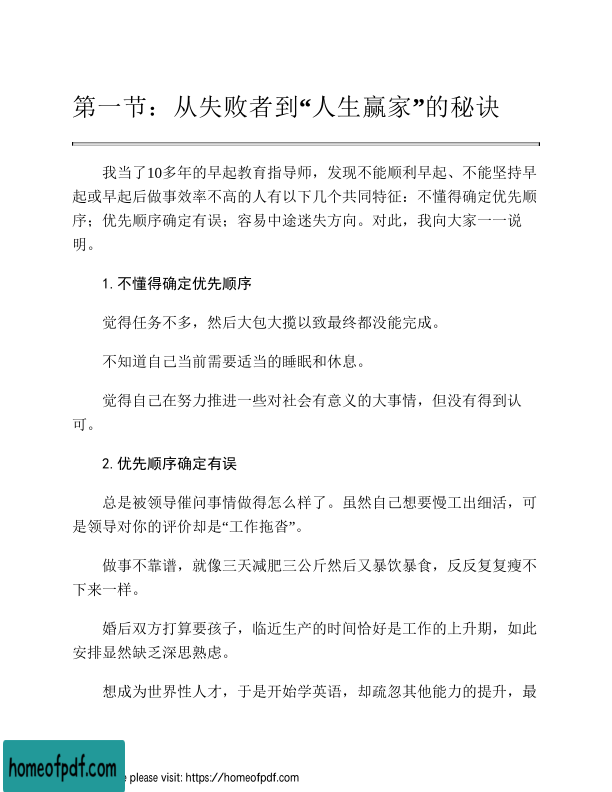 第一节：从失败者到“人生赢家”的秘诀
我当了10多年的早起教育指导师，发现不能顺利早起、不能坚持早
起或早起后做事效率不高的人有以下几个共同特征：不懂得确定优先顺
序；优先顺序确定有误；容易中途迷失方向。对此，我向大家一一说
明。
1.不懂得确定优先顺序
觉得任务不多，然后大包大揽以致最终都没能完成。
不知道自己当前需要适当的睡眠和休息。
觉得自己在努力推进一些对社会有意义的大事情，但没有得到认
可。
2.优先顺序确定有误
总是被领导催问事情做得怎么样了。虽然自己想要慢工出细活，可
是领导对你的评价却是“工作拖沓”。
做事不靠谱，就像三天减肥三公斤然后又暴饮暴食，反反复复瘦不
下来一样。
婚后双方打算要孩子，临近生产的时间恰好是工作的上升期，如此
安排显然缺乏深思熟虑。
想成为世界性人才，于是开始学英语，却疏忽其他能力的提升，最
homeofpdf.com
e please visit: https://homeofpdf.com